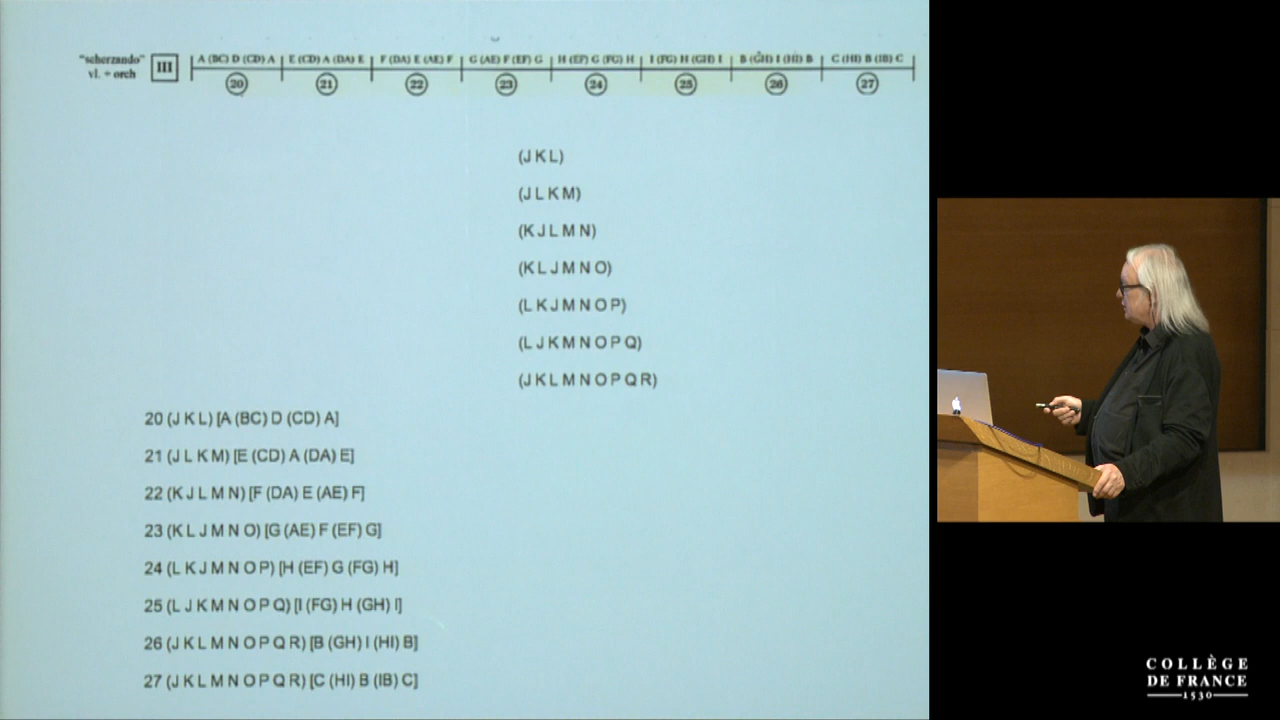 "scherzando" III A (BC) D (CD) A E (CD) A (DA) E F (DA) E (AE) F G (AE) F (EF) G H (EF) G (FG) H I (FG) H (GH) I B (GH) I (HI) B C (HI) B (IB) C
vl. + orch 20 21 22 23 24 25 26 27
(J K L)
(J L K M)
(K J L M N)
(K L J M N O)
(L K J M N O P)
(L J K M N O P Q)
(J K L M N O P Q R)
20 (J K L) [A (BC) D (CD) A]
21 (J L K M) [E (CD) A (DA) E]
22 (K J L M N) [F (DA) E (AE) F]
23 (K L J M N O) [G (AE) F (EF) G]
24 (L K J M N O P) [H (EF) G (FG) H]
25 (L J K M N O P Q) [I (FG) H (GH) I]
26 (J K L M N O P Q R) [B (GH) I (HI) B]
27 (J K L M N O P Q R) [C (HI) B (IB) C]
COLLÈGE
DE FRANCE
1530